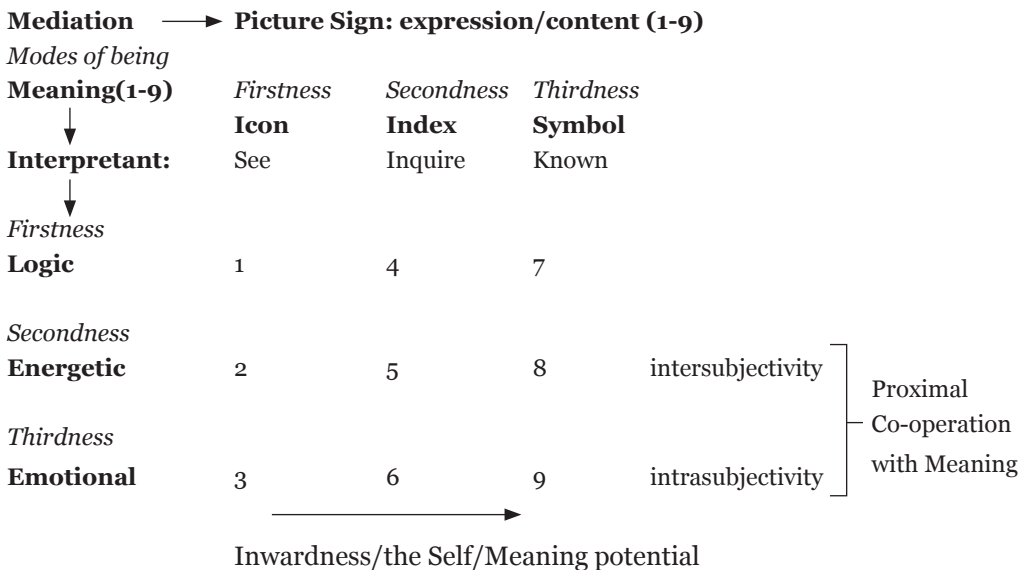 Mediation Picture Sign: expression/content (1-9)
Modes of being
Meaning(1-9) Firstness Secondness Thirdness
Icon Index Symbol
Interpretant: See Inquire Known
Firstness
Logic 1 4 7
Secondness
Energetic 2 5 8 intersubjectivity
Proximal
Co-operation
with Meaning
Thirdness
Emotional 3 6 9 intrasubjectivity
Inwardness/the Self/Meaning potential